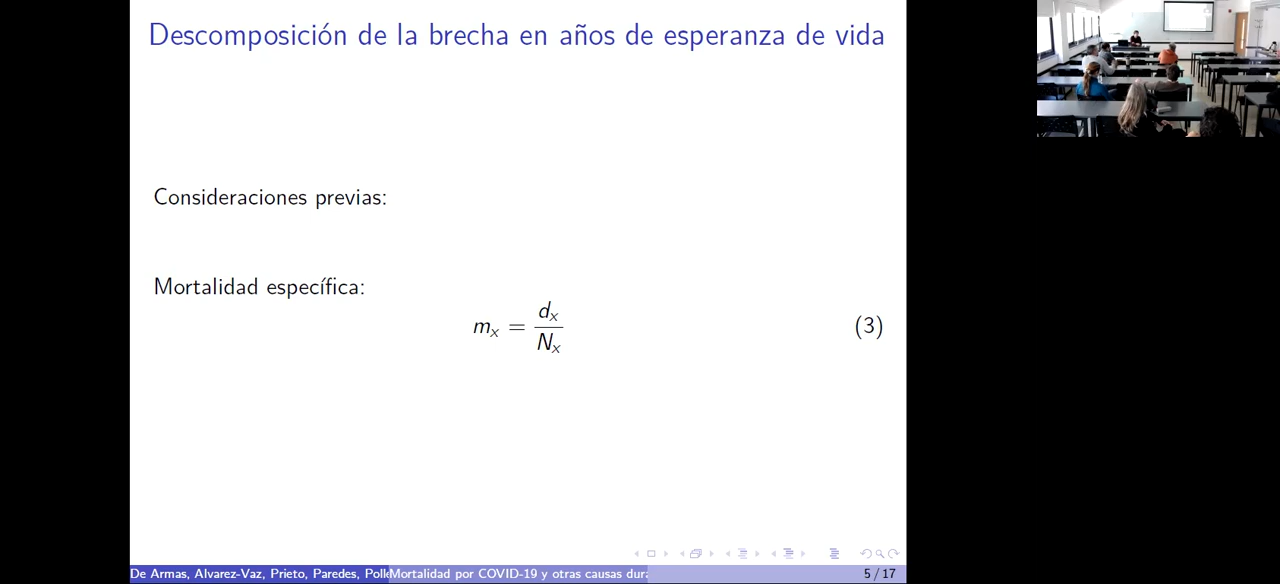 Descomposición de la brecha en años de esperanza de vida
Consideraciones previas:
Mortalidad específica:
m_x = d_x / N_x (3)
De Armas, Alvarez-Vaz, Prieto, Paredes, Poll Mortalidad por COVID-19 y otras causas dur 5 / 17